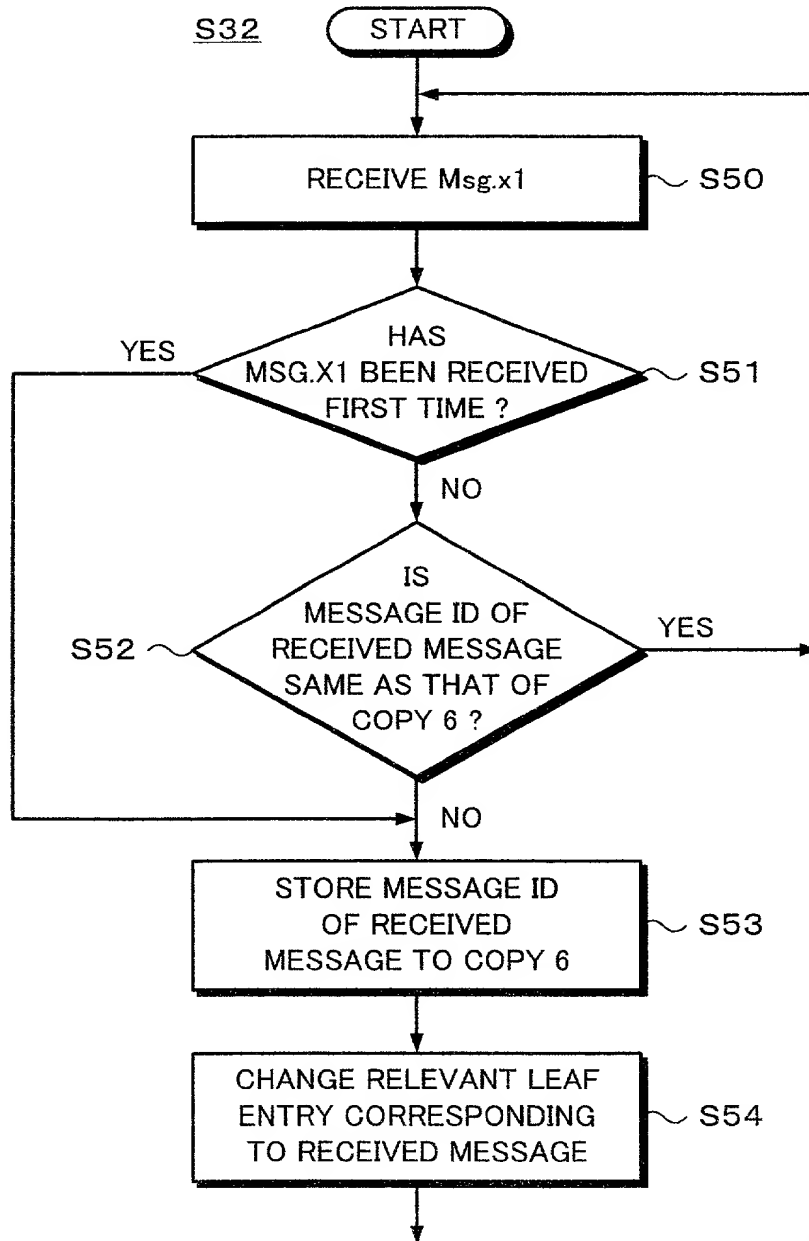 S32
START
RECEIVE Msg.x1
S50
HAS
YES
MSG.X1 BEEN RECEIVED
S51
FIRST TIME ?
NO
IS
MESSAGE ID OF
S52
RECEIVED MESSAGE
YES
SAME AS THAT OF
COPY 6 ?
NO
STORE MESSAGE ID
OF RECEIVED
S53
MESSAGE TO COPY 6
CHANGE RELEVANT LEAF
ENTRY CORRESPONDING
S54
TO RECEIVED MESSAGE